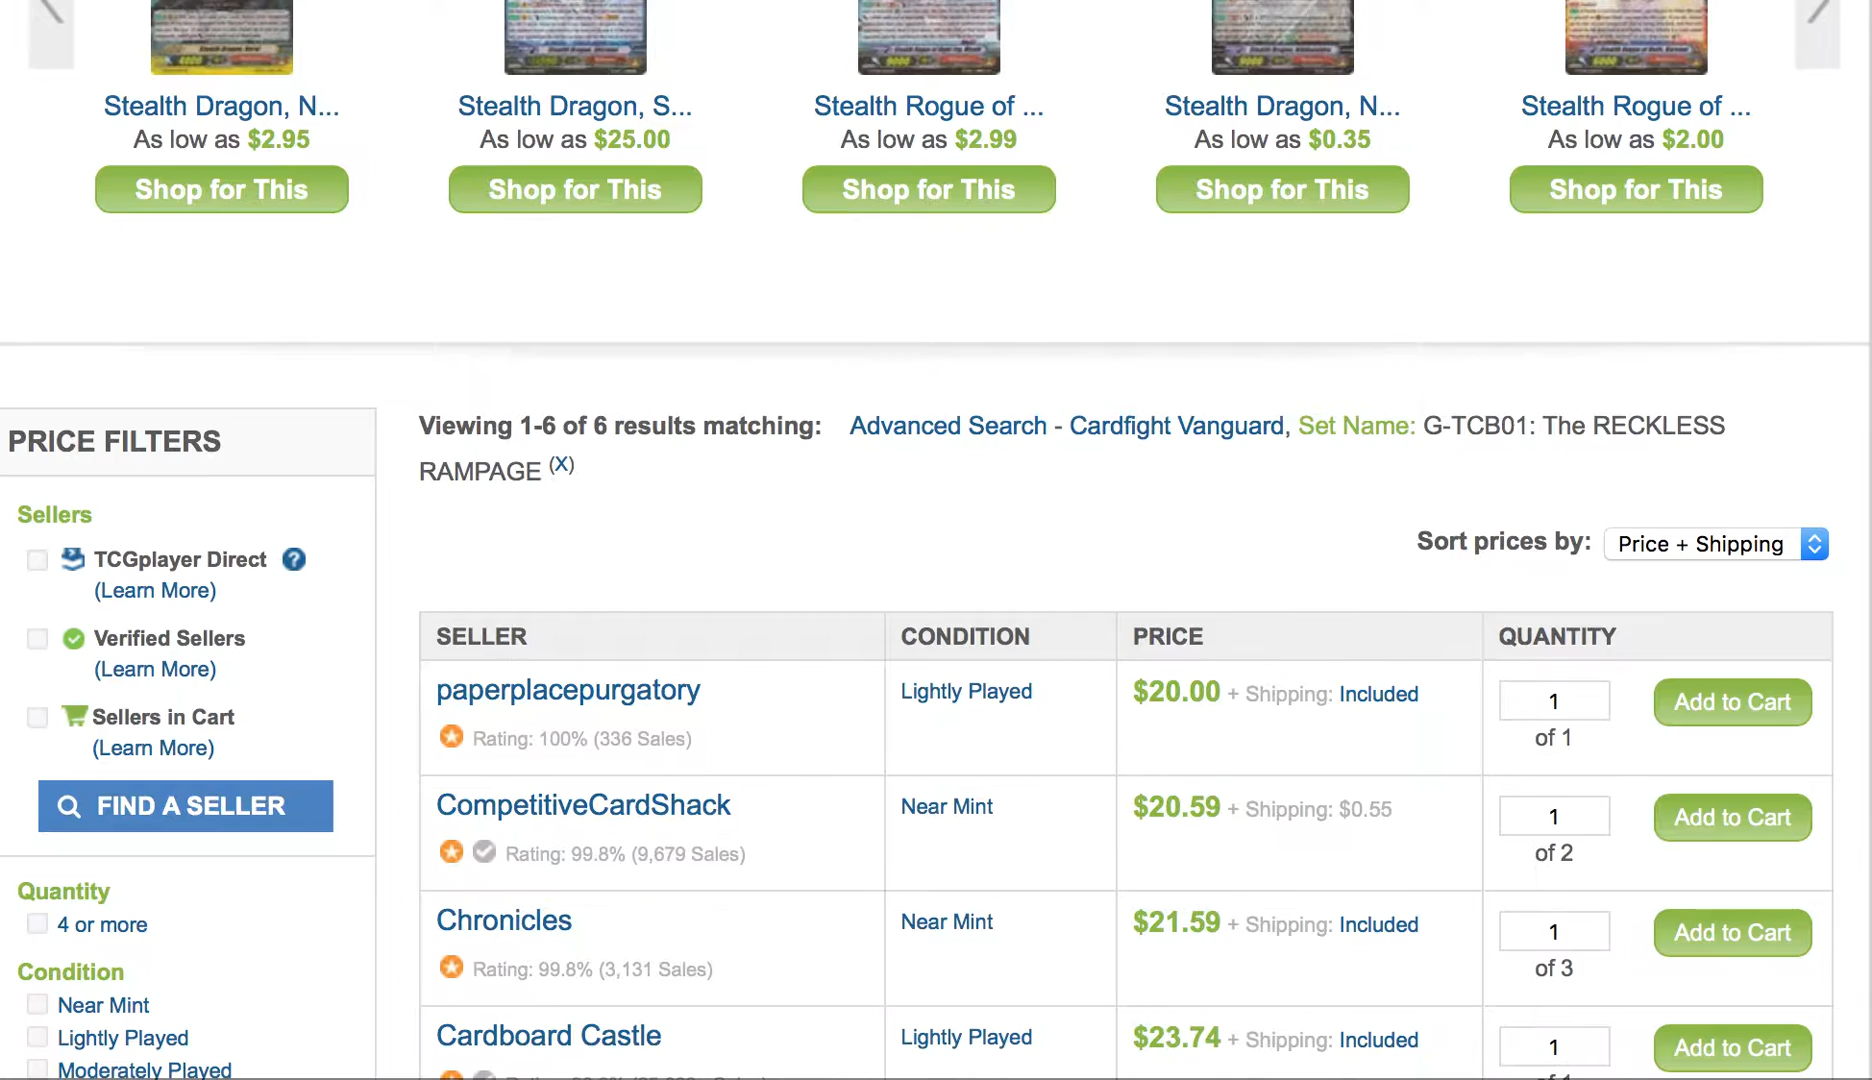 Stealth Dragon, N... Stealth Dragon, S... Stealth Rogue of ... Stealth Dragon, N... Stealth Rogue of ...
As low as $2.95 As low as $25.00 As low as $2.99 As low as $0.35 As low as $2.00
Shop for This Shop for This Shop for This Shop for This Shop for This
PRICE FILTERS
Sellers
TCGplayer Direct ?
(Learn More)
Verified Sellers
(Learn More)
Sellers in Cart
(Learn More)
FIND A SELLER
Quantity
4 or more
Condition
Near Mint
Lightly Played
Moderately Played
Viewing 1-6 of 6 results matching: Advanced Search - Cardfight Vanguard, Set Name: G-TCB01: The RECKLESS
RAMPAGE (X)
Sort prices by: Price + Shipping
SELLER CONDITION PRICE QUANTITY
paperplacepurgatory Lightly Played $20.00 + Shipping: Included 1 Add to Cart
Rating: 100% (336 Sales) of 1
CompetitiveCardShack Near Mint $20.59 + Shipping: $0.55 1 Add to Cart
Rating: 99.8% (9,679 Sales) of 2
Chronicles Near Mint $21.59 + Shipping: Included 1 Add to Cart
Rating: 99.8% (3,131 Sales) of 3
Cardboard Castle Lightly Played $23.74 + Shipping: Included 1 Add to Cart